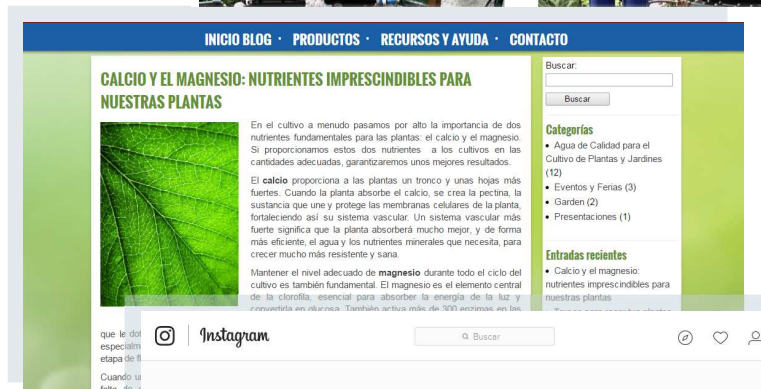 INICIO BLOG · PRODUCTOS · RECURSOS Y AYUDA · CONTACTO
CALCIO Y EL MAGNESIO: NUTRIENTES IMPRESCINDIBLES PARA
NUESTRAS PLANTAS
En el cultivo a menudo pasamos por alto la importancia de dos
nutrientes fundamentales para las plantas: el calcio y el magnesio.
Si proporcionamos estos dos nutrientes a los cultivos en las
cantidades adecuadas, garantizaremos unos mejores resultados.
El calcio proporciona a las plantas un tronco y unas hojas más
fuertes. Cuando la planta absorbe el calcio, se crea la pectina, la
sustancia que une y protege las membranas celulares de la planta,
fortaleciendo así su sistema vascular. Un sistema vascular más
fuerte significa que la planta absorberá mucho mejor, y de forma
más eficiente, el agua y los nutrientes minerales que necesita, para
crecer mucho más resistente y sana.
Mantener el nivel adecuado de magnesio durante todo el ciclo del
cultivo es también fundamental. El magnesio es el elemento central
de la clorofila, esencial para absorber la energía de la luz y
convertida en glucosa. También activa más de 300 enzimas en las
que le
etapa de
Cuando
Buscar:
Buscar
Categorías
• Agua de Calidad para el
Cultivo de Plantas y Jardines
(12)
• Eventos y Ferias (3)
• Garden (2)
• Presentaciones (1)
Entradas recientes
• Calcio y el magnesio:
nutrientes imprescindibles para
nuestras plantas
Instagram
Buscar